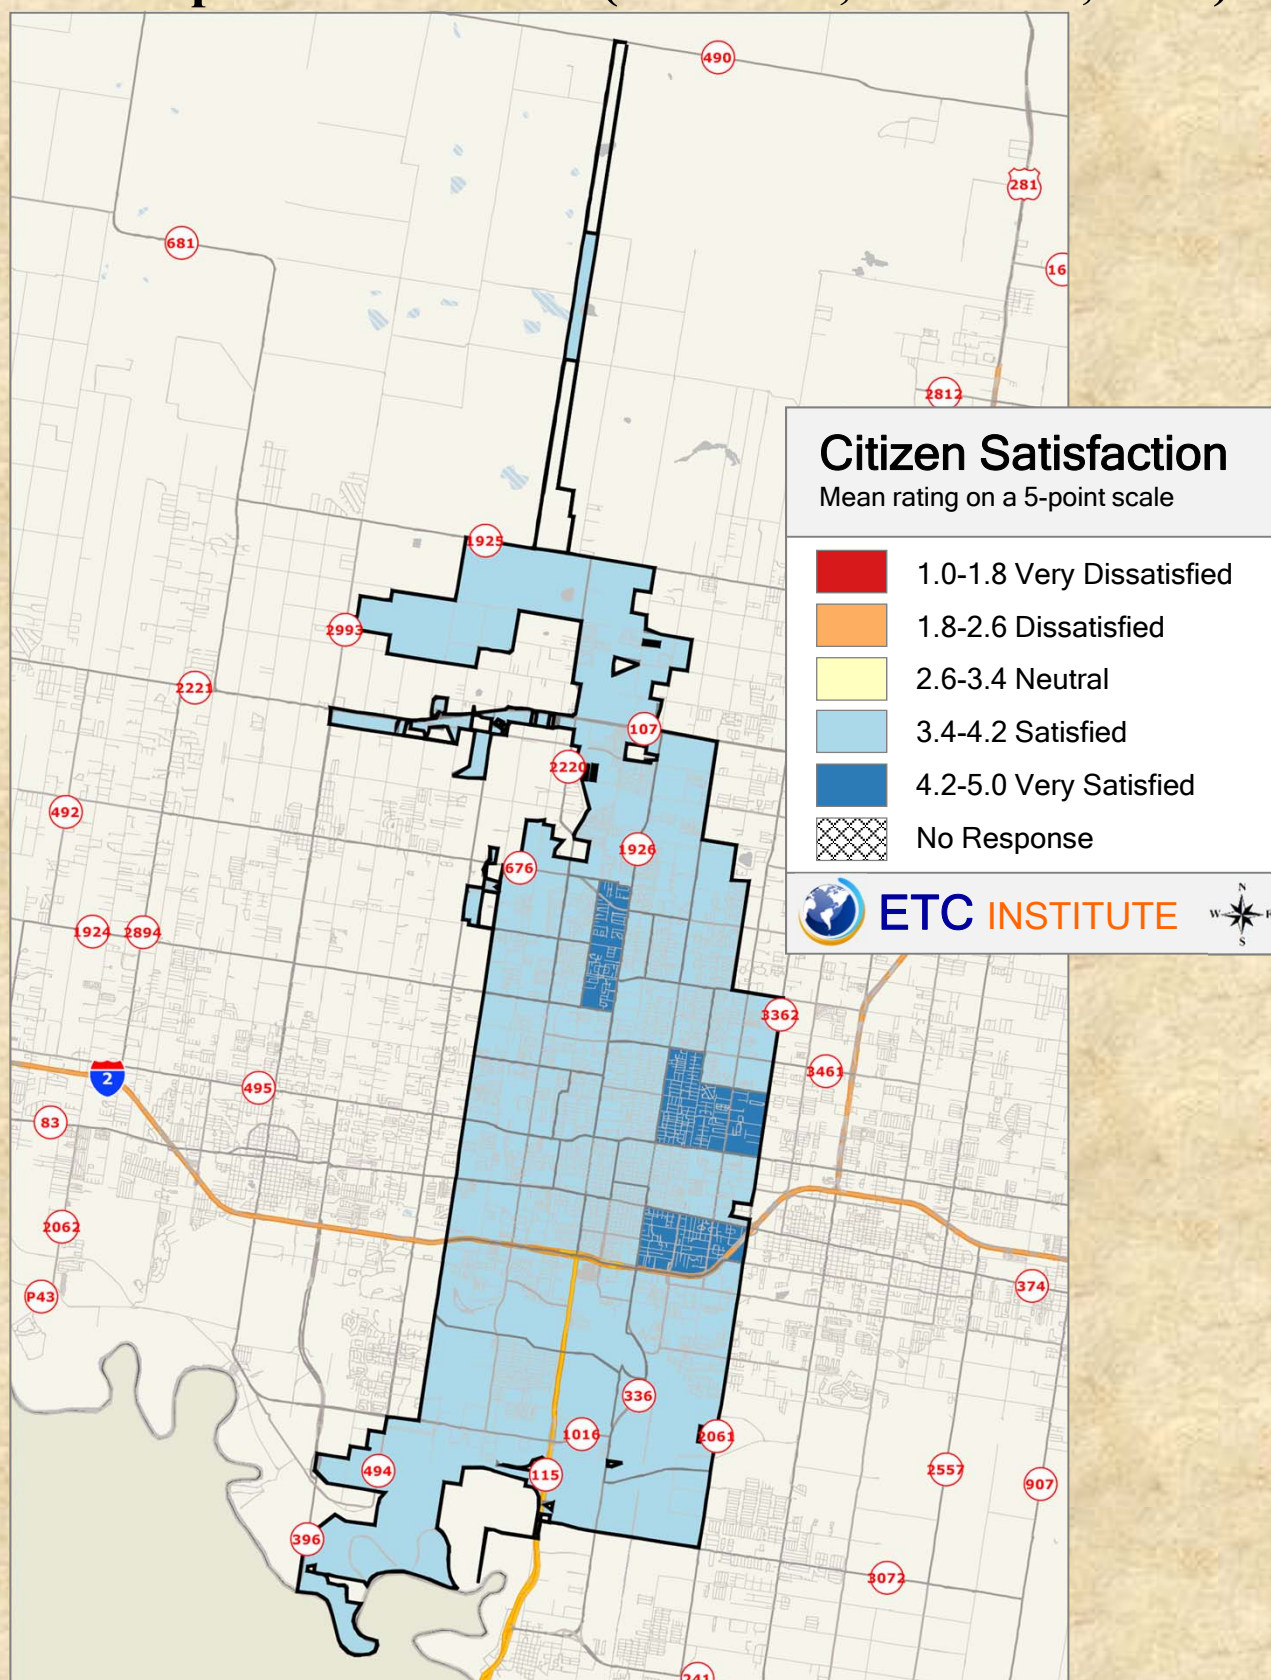 490
281
681
16
2812
Citizen Satisfaction
Mean rating on a 5-point scale
1.0-1.8 Very Dissatisfied
1.8-2.6 Dissatisfied
2.6-3.4 Neutral
3.4-4.2 Satisfied
4.2-5.0 Very Satisfied
No Response
ETC INSTITUTE
N
W
S
1925
2993
2221
107
2220
492
1926
676
1924
2894
3362
2
3461
495
83
2062
374
P43
336
1016
2061
494
115
2557
907
396
3072
241